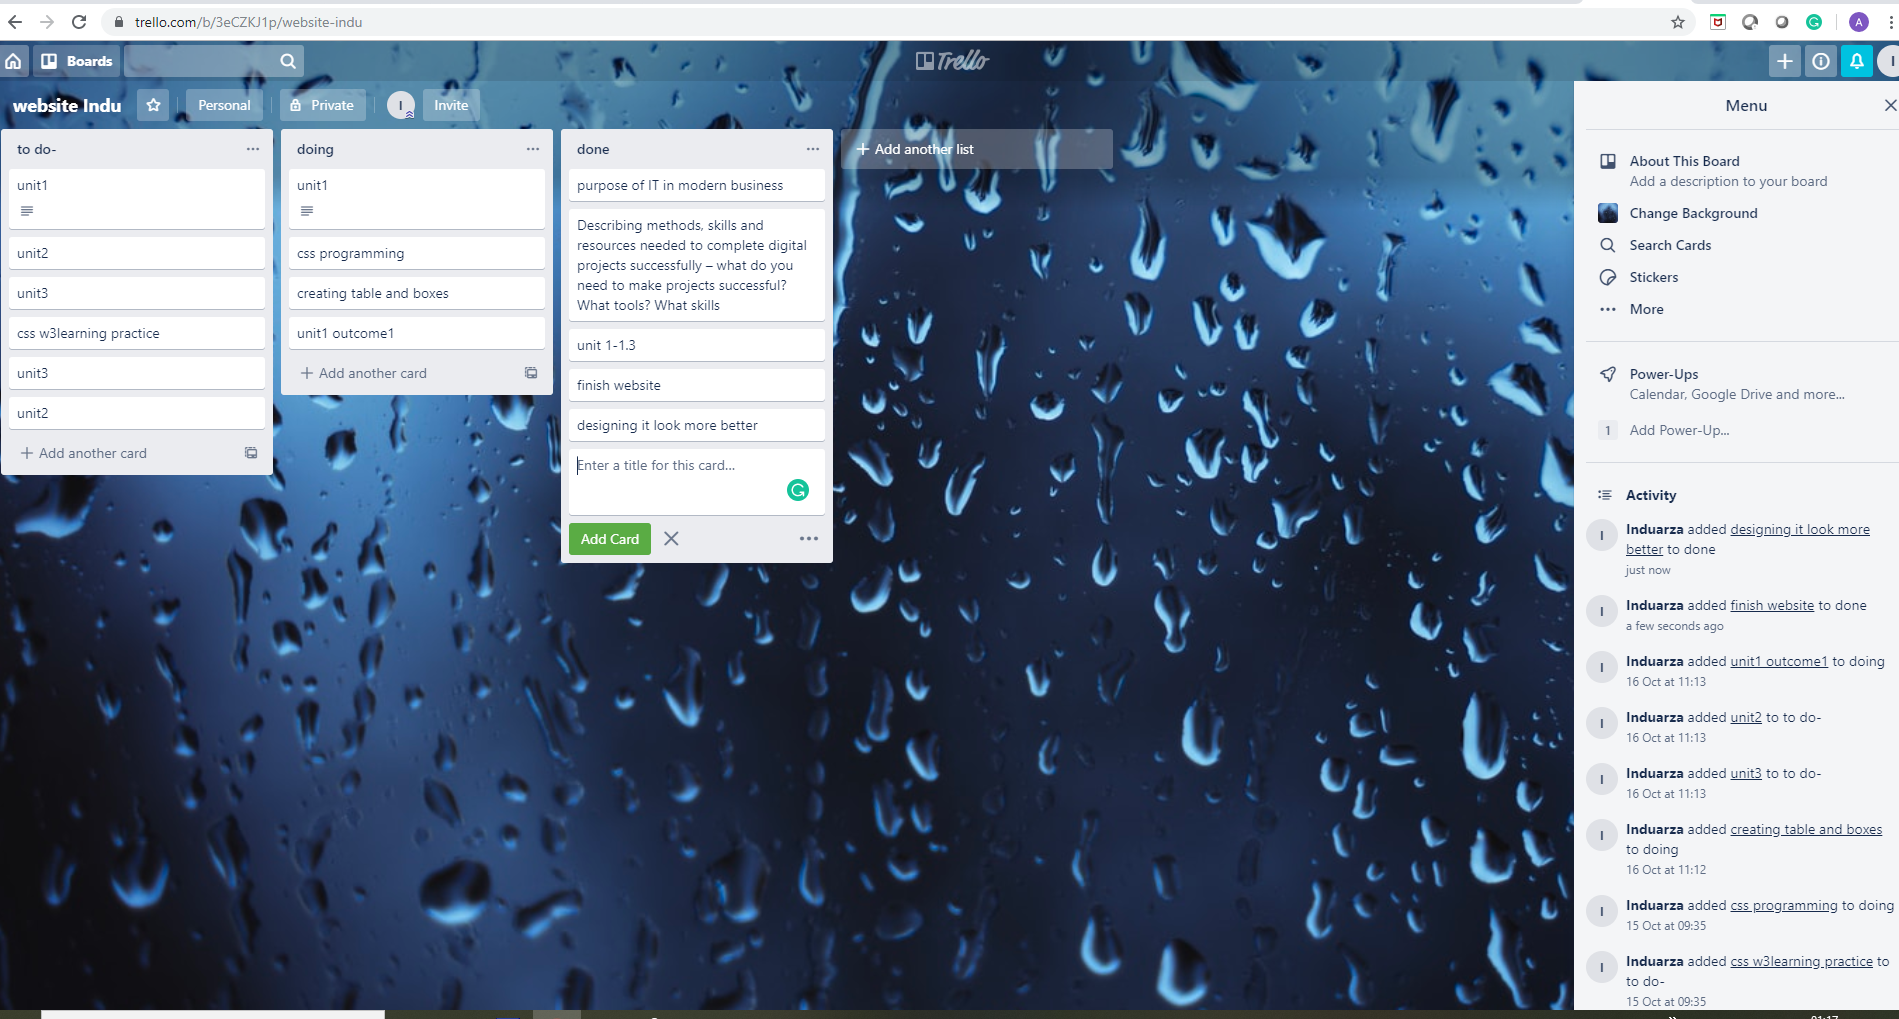 trello.com/b/3eCZKJ1p/website-indu
A
Boards
Trello
I
website Indu
Personal
Private
I
Invite
to do-
unit1
unit2
unit3
css w3learning practice
unit3
unit2
+ Add another card
doing
unit1
css programming
creating table and boxes
unit1 outcome1
+ Add another card
done
purpose of IT in modern business
Describing methods, skills and
resources needed to complete digital
projects successfully – what do you
need to make projects successful?
What tools? What skills
unit 1-1.3
finish website
designing it look more better
Enter a title for this card...
Add Card
+ Add another list
Menu
About This Board
Add a description to your board
Change Background
Search Cards
Stickers
More
Power-Ups
Calendar, Google Drive and more...
1 Add Power-Up...
Activity
I
Induarza added designing it look more
better to done
just now
I
Induarza added finish website to done
a few seconds ago
I
Induarza added unit1 outcome1 to doing
16 Oct at 11:13
I
Induarza added unit2 to to do-
16 Oct at 11:13
I
Induarza added unit3 to to do-
16 Oct at 11:13
I
Induarza added creating table and boxes
to doing
16 Oct at 11:12
I
Induarza added css programming to doing
15 Oct at 09:35
I
Induarza added css w3learning practice to
to do-
15 Oct at 09:35